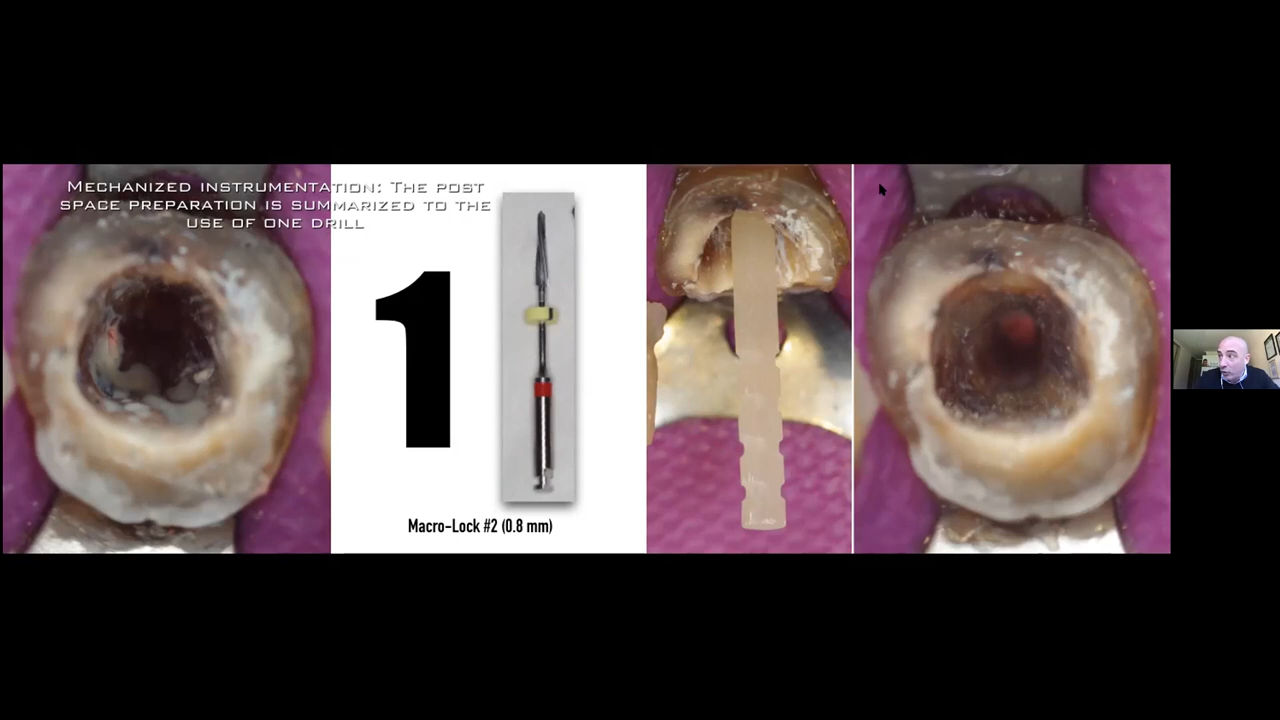 Mechanized instrumentation: The post
space preparation is summarized to the
use of one drill
1
Macro-Lock #2 (0.8 mm)